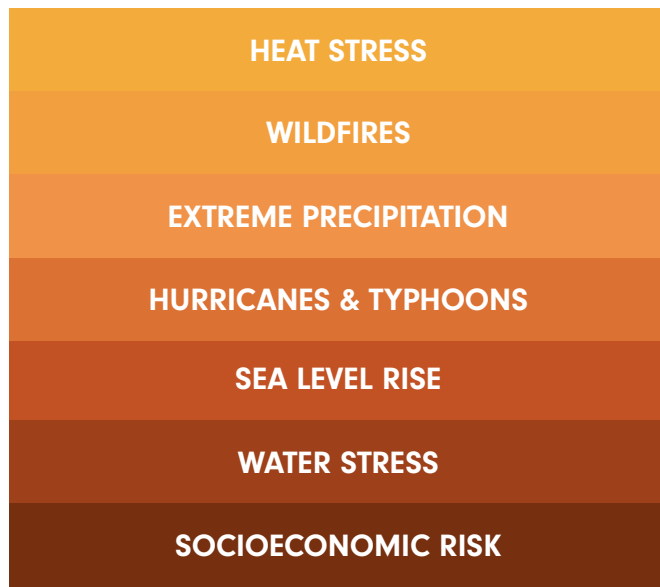 HEAT STRESS
WILDFIRES
EXTREME PRECIPITATION
HURRICANES & TYPHOONS
SEA LEVEL RISE
WATER STRESS
SOCIOECONOMIC RISK